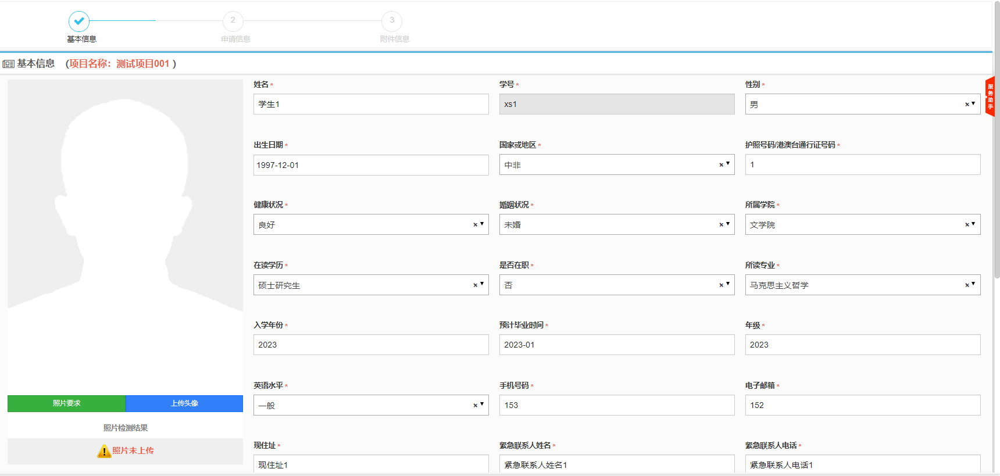 2 3
基本信息 申请信息 附件信息
基本信息 (项目名称：测试项目001 )
姓名 * 学号 * 性别 *
学生1 xs1 男 ×
服务助手
出生日期 * 国家或地区 * 护照号码/港澳台通行证号码 *
1997-12-01 中非 × 1
健康状况 * 婚姻状况 * 所属学院 *
良好 × 未婚 × 文学院 ×
在读学历 * 是否在职 * 所读专业 *
硕士研究生 × 否 × 马克思主义哲学 ×
入学年份 * 预计毕业时间 * 年级 *
2023 2023-01 2023
英语水平 * 手机号码 * 电子邮箱 *
一般 × 153 152
照片要求 上传头像
照片检测结果
照片未上传
现住址 * 紧急联系人姓名 * 紧急联系人电话 *
现住址1 紧急联系人姓名1 紧急联系人电话1